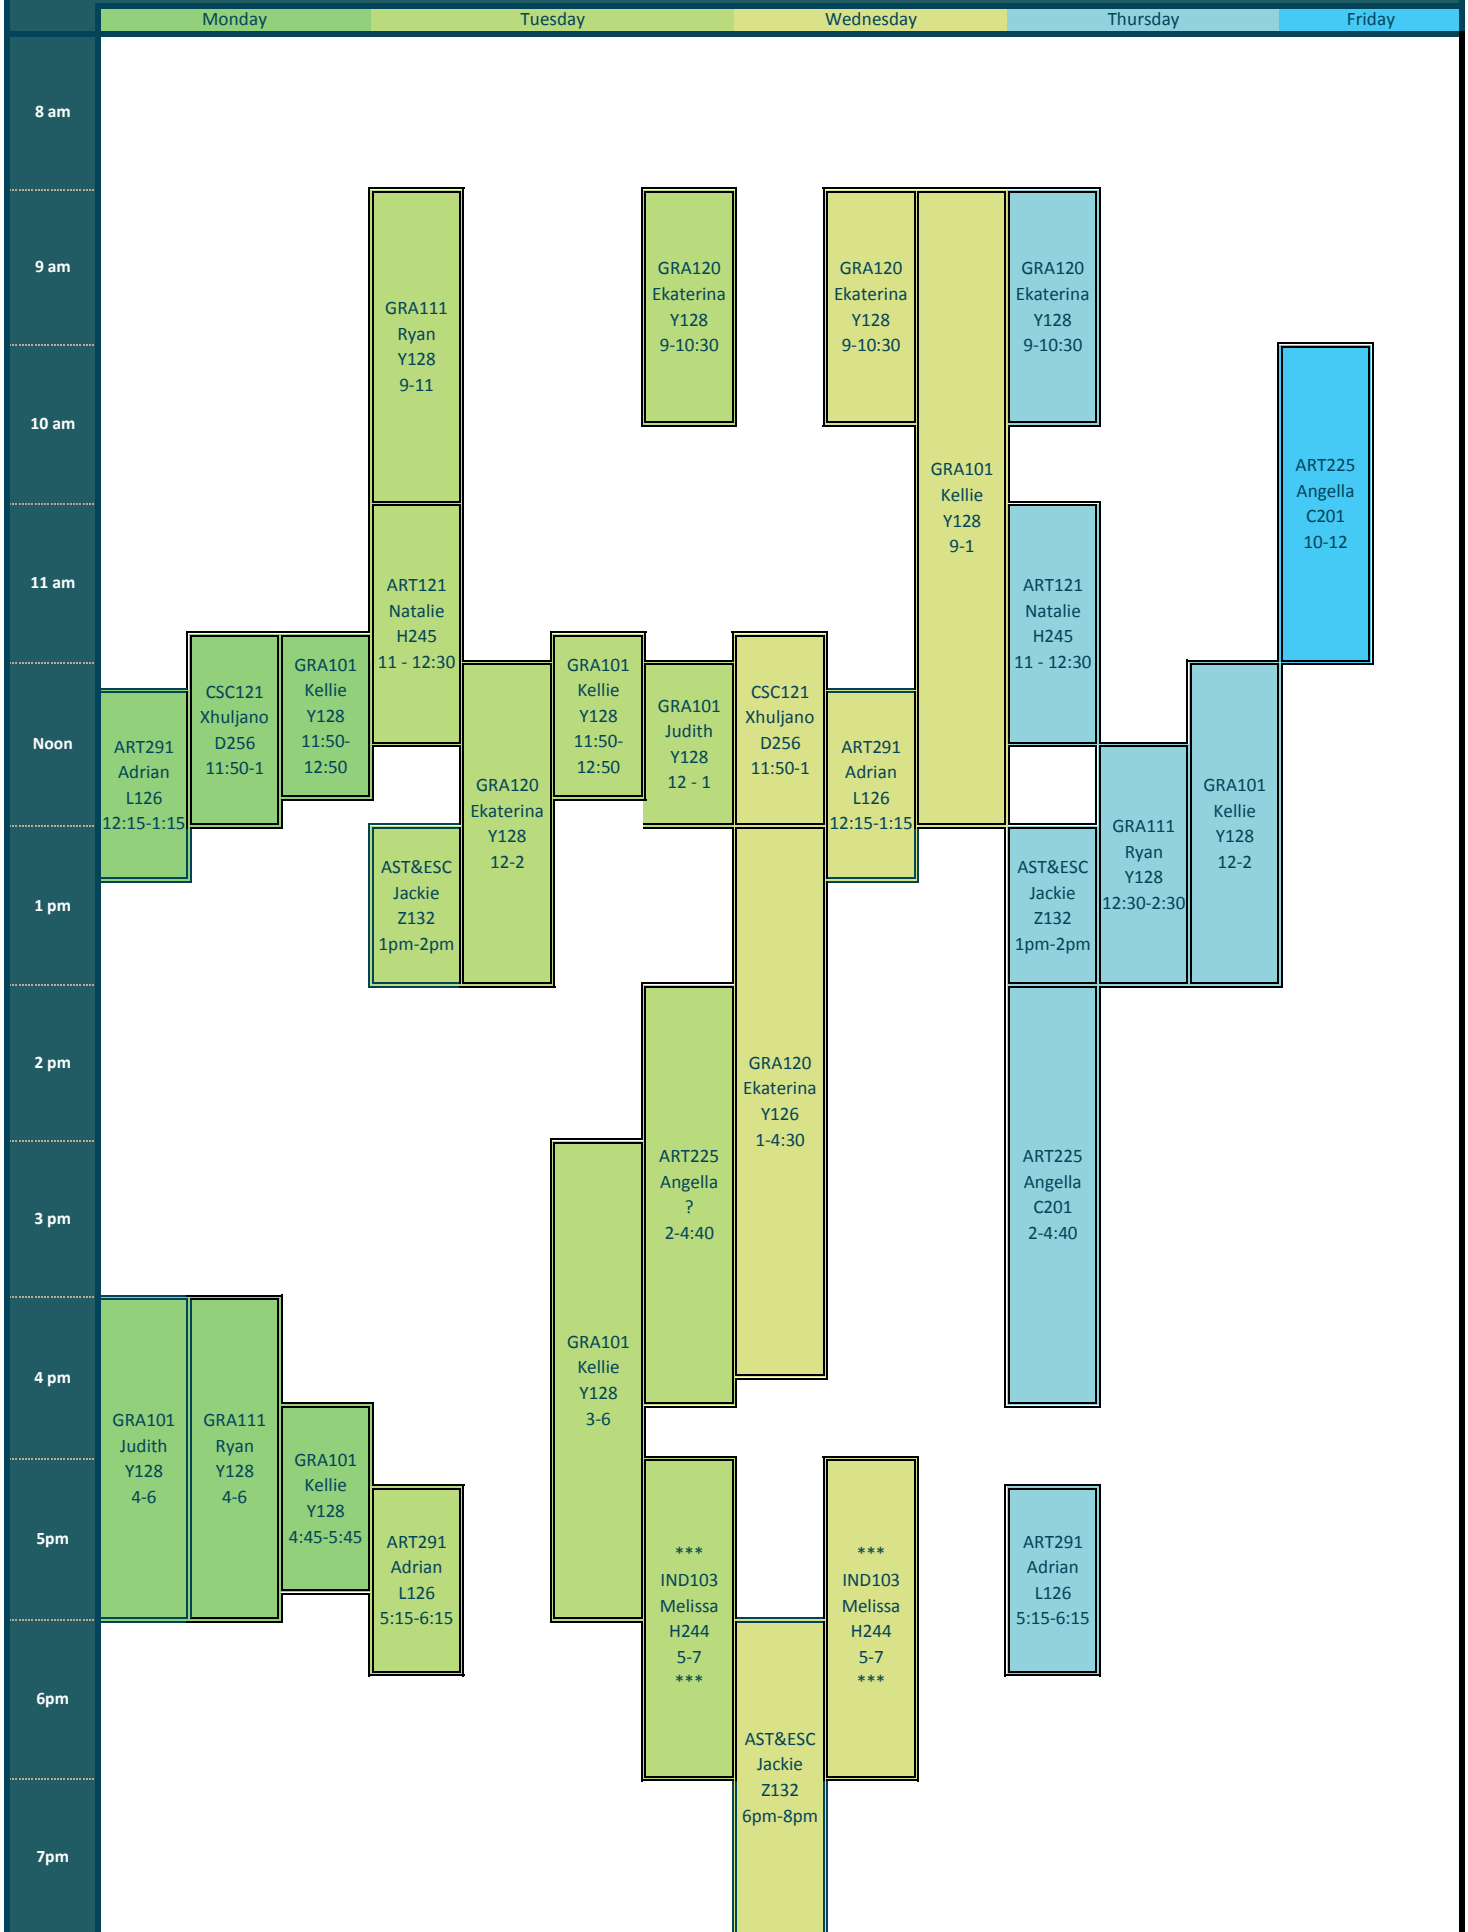 Monday
Tuesday
Wednesday
Thursday
Friday
8 am
9 am
10 am
11 am
Noon
1 pm
2 pm
3 pm
4 pm
5pm
6pm
7pm
ART291
Adrian
L126
12:15-1:15
CSC121
Xhuljano
D256
11:50-1
GRA101
Kellie
Y128
11:50-
12:50
GRA101
Judith
Y128
4-6
GRA111
Ryan
Y128
4-6
GRA101
Kellie
Y128
4:45-5:45
GRA111
Ryan
Y128
9-11
ART121
Natalie
H245
11 - 12:30
AST&ESC
Jackie
Z132
1pm-2pm
ART291
Adrian
L126
5:15-6:15
GRA120
Ekaterina
Y128
12-2
GRA101
Kellie
Y128
11:50-
12:50
GRA101
Kellie
Y128
3-6
GRA120
Ekaterina
Y128
9-10:30
GRA101
Judith
Y128
12 - 1
ART225
Angella
?
2-4:40
***
IND103
Melissa
H244
5-7
***
CSC121
Xhuljano
D256
11:50-1
GRA120
Ekaterina
Y126
1-4:30
AST&ESC
Jackie
Z132
6pm-8pm
GRA120
Ekaterina
Y128
9-10:30
ART291
Adrian
L126
12:15-1:15
***
IND103
Melissa
H244
5-7
***
GRA101
Kellie
Y128
9-1
GRA120
Ekaterina
Y128
9-10:30
ART121
Natalie
H245
11 - 12:30
AST&ESC
Jackie
Z132
1pm-2pm
ART225
Angella
C201
2-4:40
ART291
Adrian
L126
5:15-6:15
GRA111
Ryan
Y128
12:30-2:30
GRA101
Kellie
Y128
12-2
ART225
Angella
C201
10-12